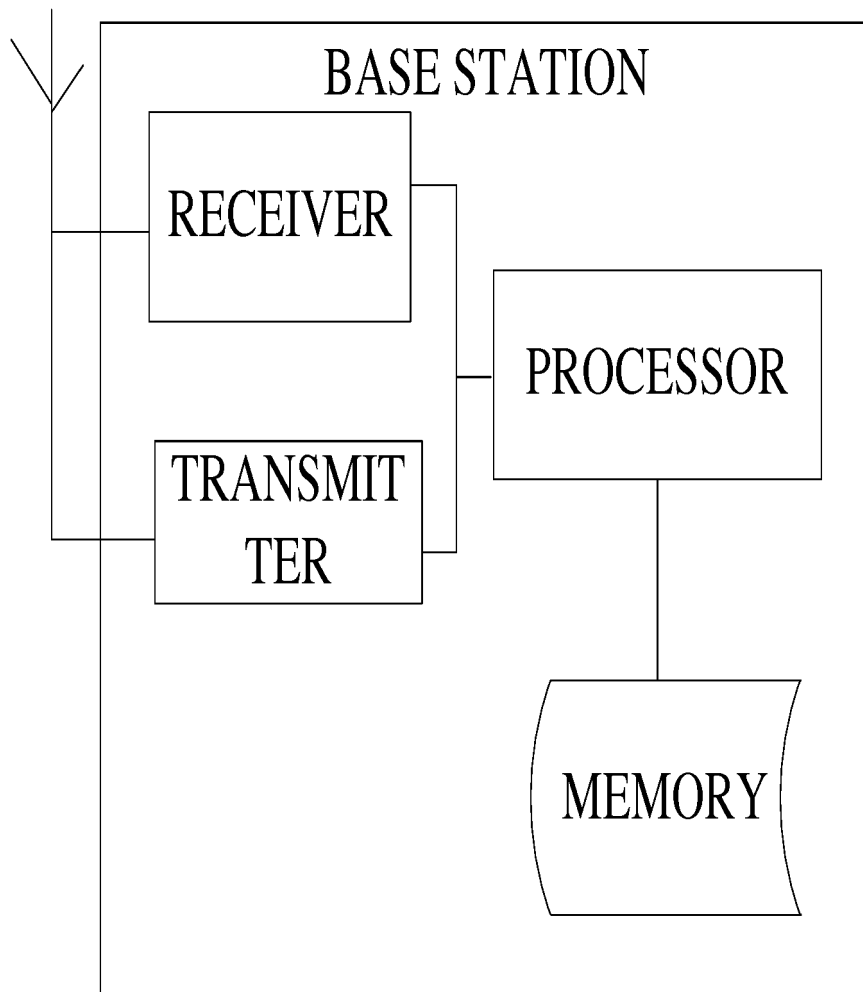 BASE STATION
RECEIVER
PROCESSOR
TRANSMIT
TER
MEMORY